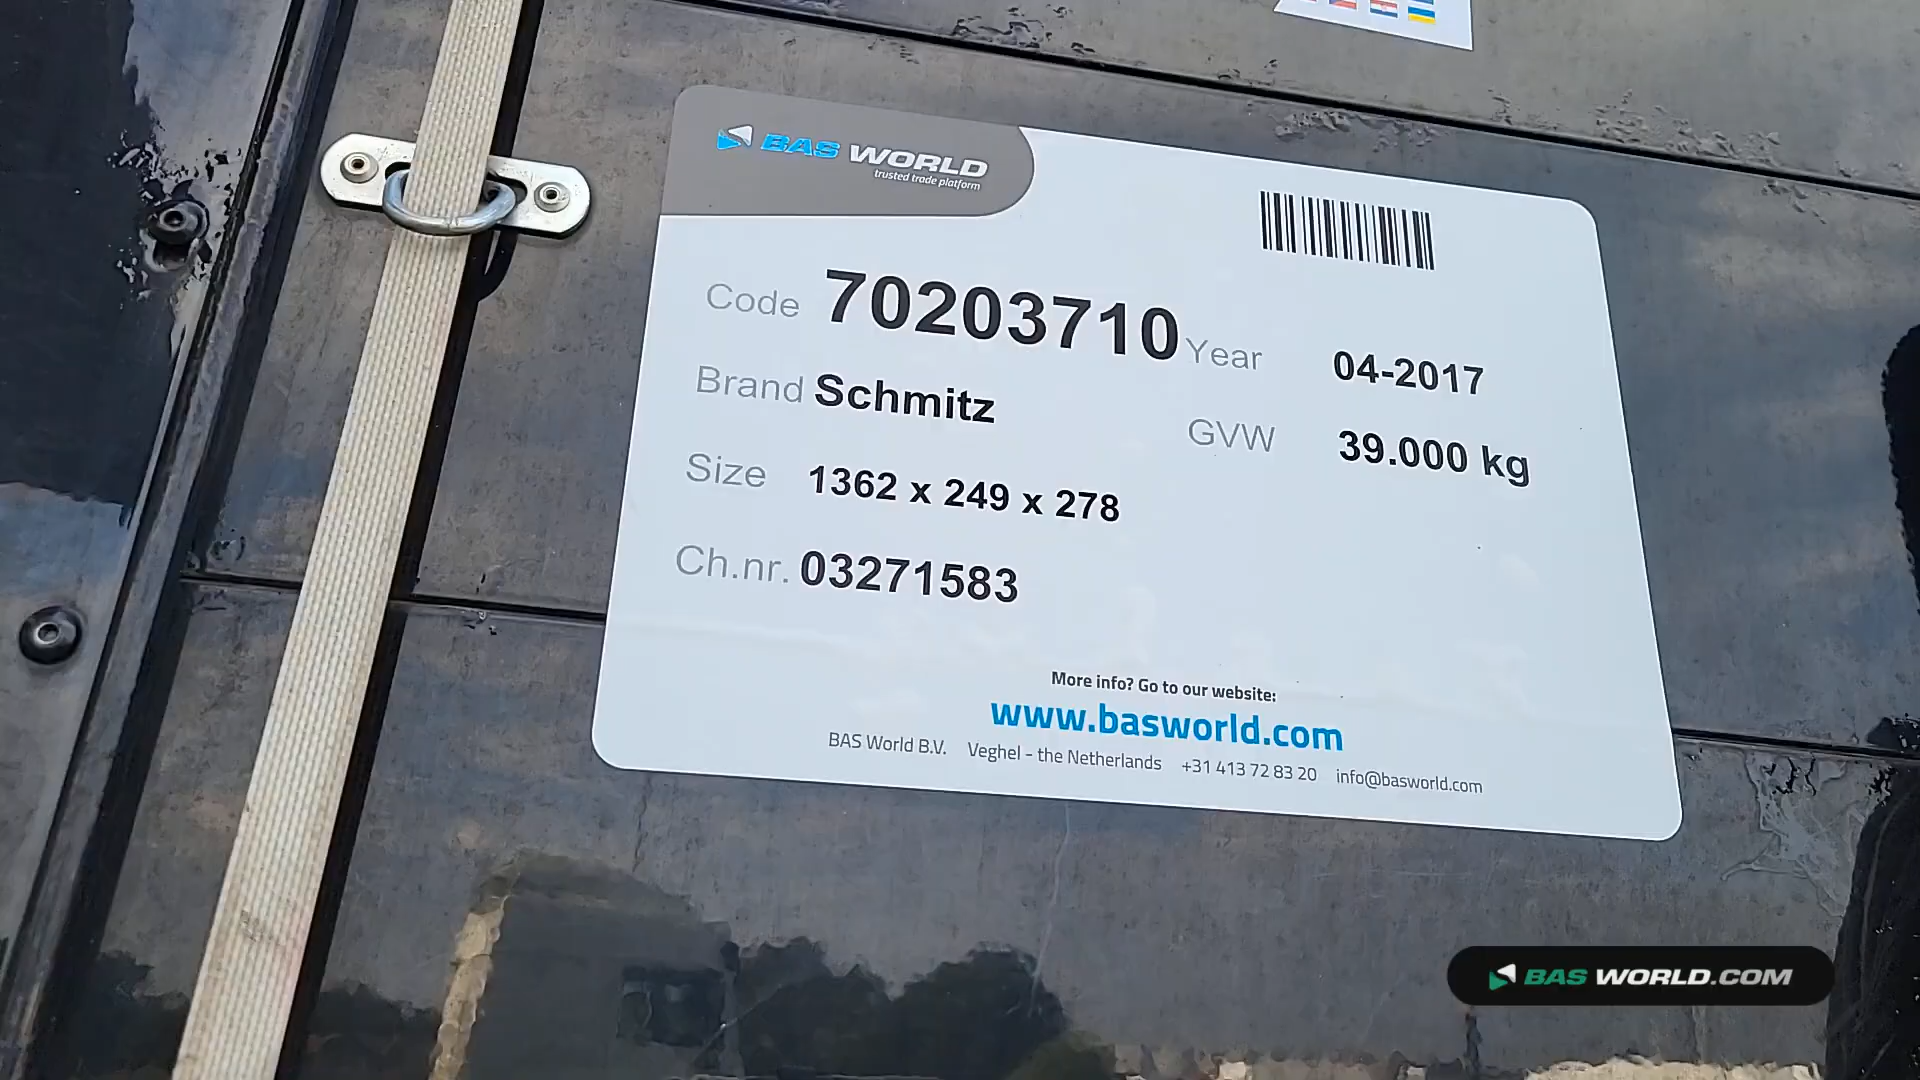 BAS WORLD
trusted trade platform
Code 70203710 Year 04-2017
Brand Schmitz
GVW 39.000 kg
Size 1362 x 249 x 278
Ch.nr. 03271583
More info? Go to our website:
www.basworld.com
BAS World B.V. Veghel - the Netherlands +31 413 72 83 20 info@basworld.com
BAS WORLD.COM